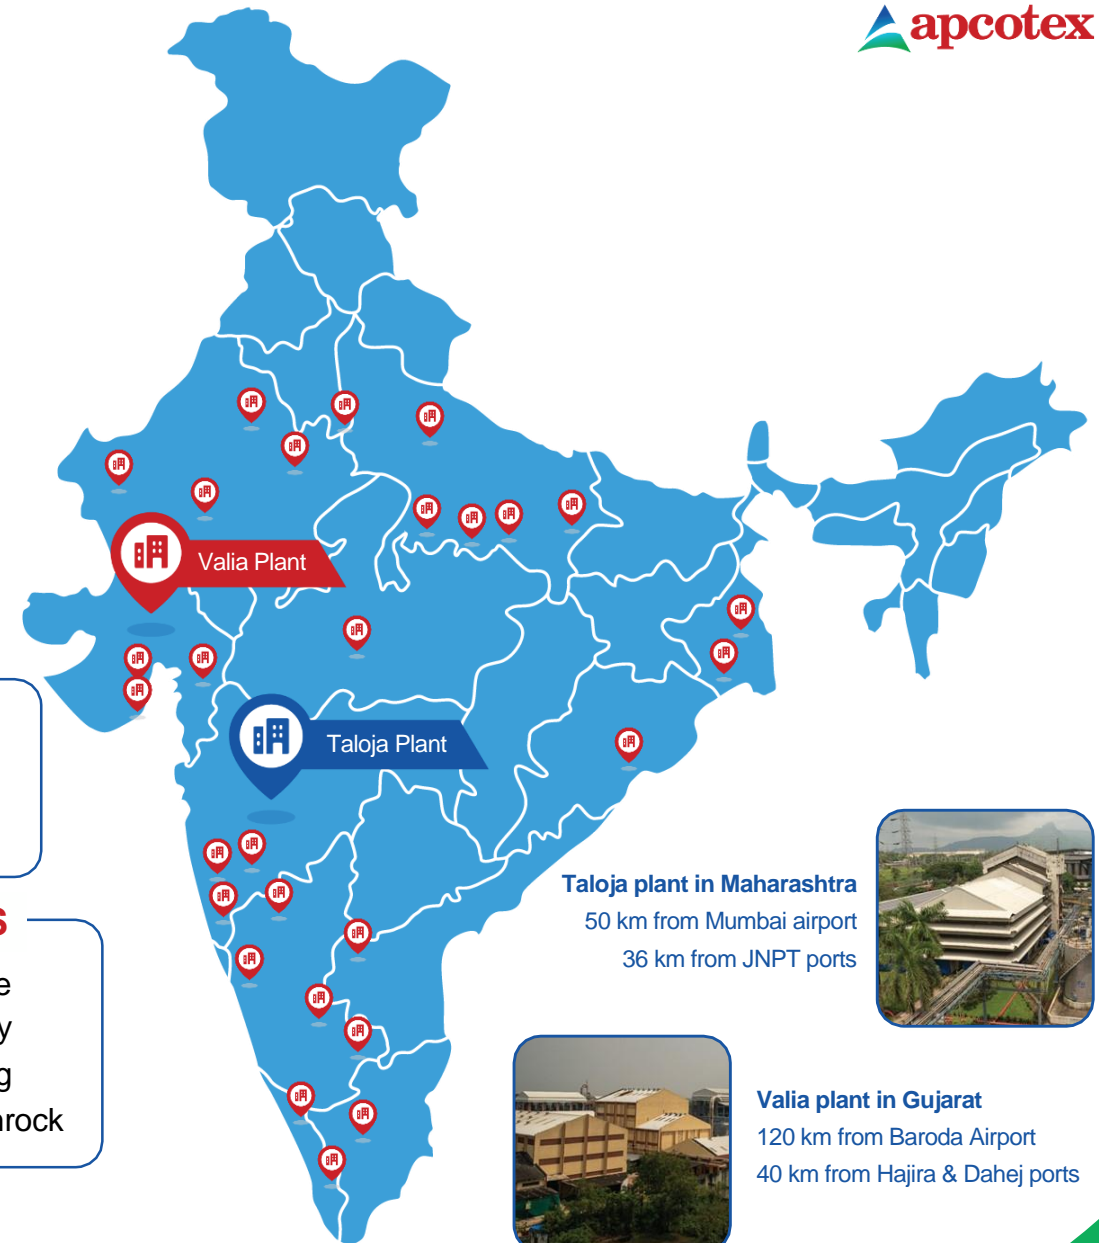 apcotex
Valia Plant
Taloja Plant
Taloja plant in Maharashtra
50 km from Mumbai airport
36 km from JNPT ports
Valia plant in Gujarat
120 km from Baroda Airport
40 km from Hajira & Dahej ports